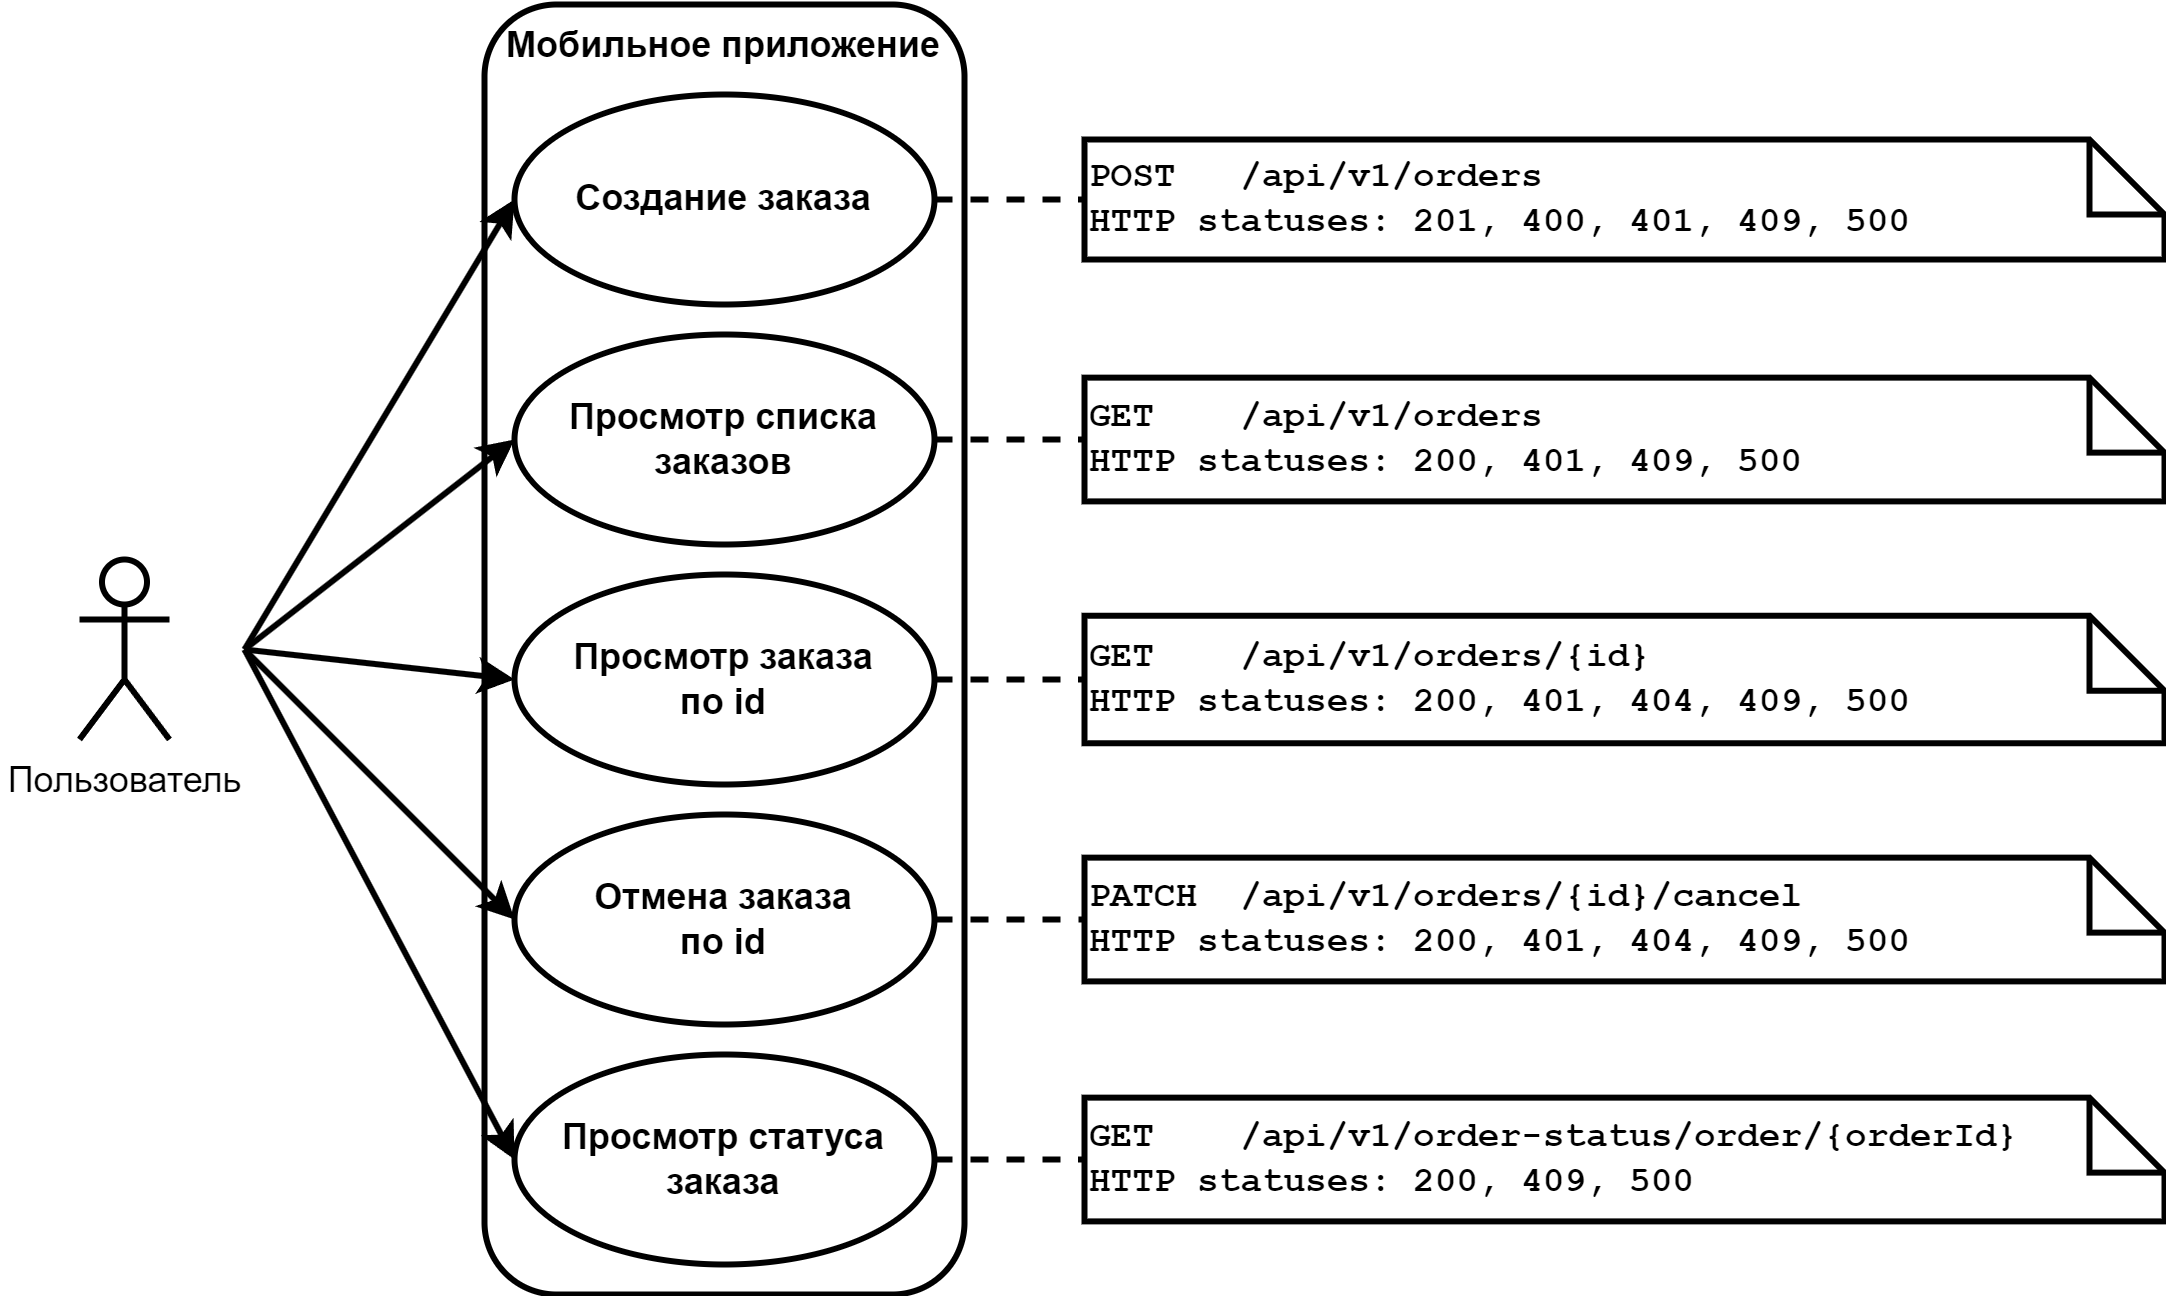 Мобильное приложение
Создание заказа
POST   /api/v1/orders
HTTP statuses: 201, 400, 401, 409, 500
Просмотр списка
заказов
GET    /api/v1/orders
HTTP statuses: 200, 401, 409, 500
Просмотр заказа
по id
GET    /api/v1/orders/{id}
HTTP statuses: 200, 401, 404, 409, 500
Пользователь
Отмена заказа
по id
PATCH  /api/v1/orders/{id}/cancel
HTTP statuses: 200, 401, 404, 409, 500
Просмотр статуса
заказа
GET    /api/v1/order-status/order/{orderId}
HTTP statuses: 200, 409, 500